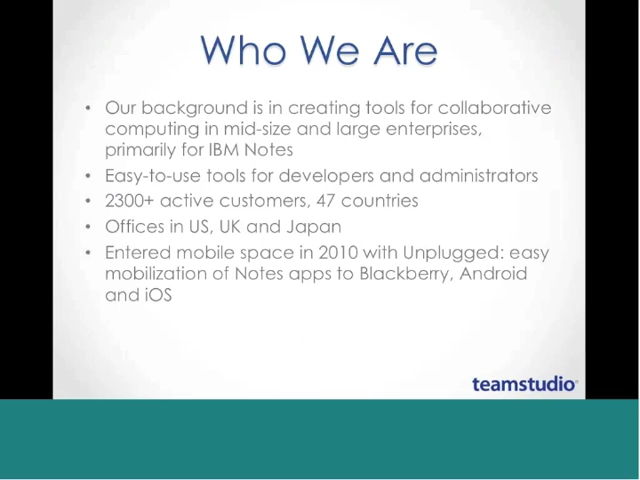 Who We Are
• Our background is in creating tools for collaborative
computing in mid-size and large enterprises,
primarily for IBM Notes
• Easy-to-use tools for developers and administrators
• 2300+ active customers, 47 countries
• Offices in US, UK and Japan
• Entered mobile space in 2010 with Unplugged: easy
mobilization of Notes apps to Blackberry, Android
and iOS
teamstudio®